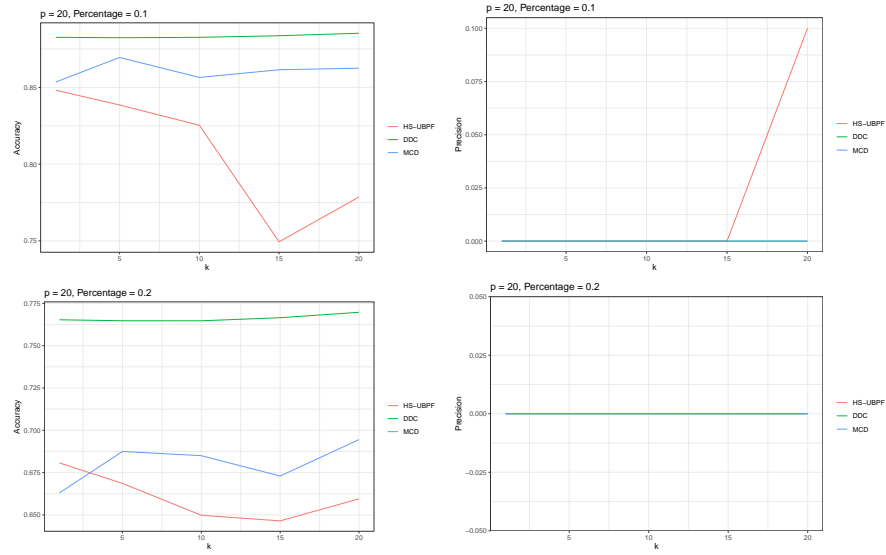 p = 20, Percentage = 0.1
Accuracy
0.85
0.80
0.75
5
10
15
20
k
HS-UBPF
DDC
MCD
p = 20, Percentage = 0.1
Precision
0.100
0.075
0.050
0.025
0.000
5
10
15
20
k
HS-UBPF
DDC
MCD
p = 20, Percentage = 0.2
Accuracy
0.775
0.750
0.725
0.700
0.675
0.650
5
10
15
20
k
HS-UBPF
DDC
MCD
p = 20, Percentage = 0.2
Precision
0.050
0.025
0.000
−0.025
−0.050
5
10
15
20
k
HS-UBPF
DDC
MCD